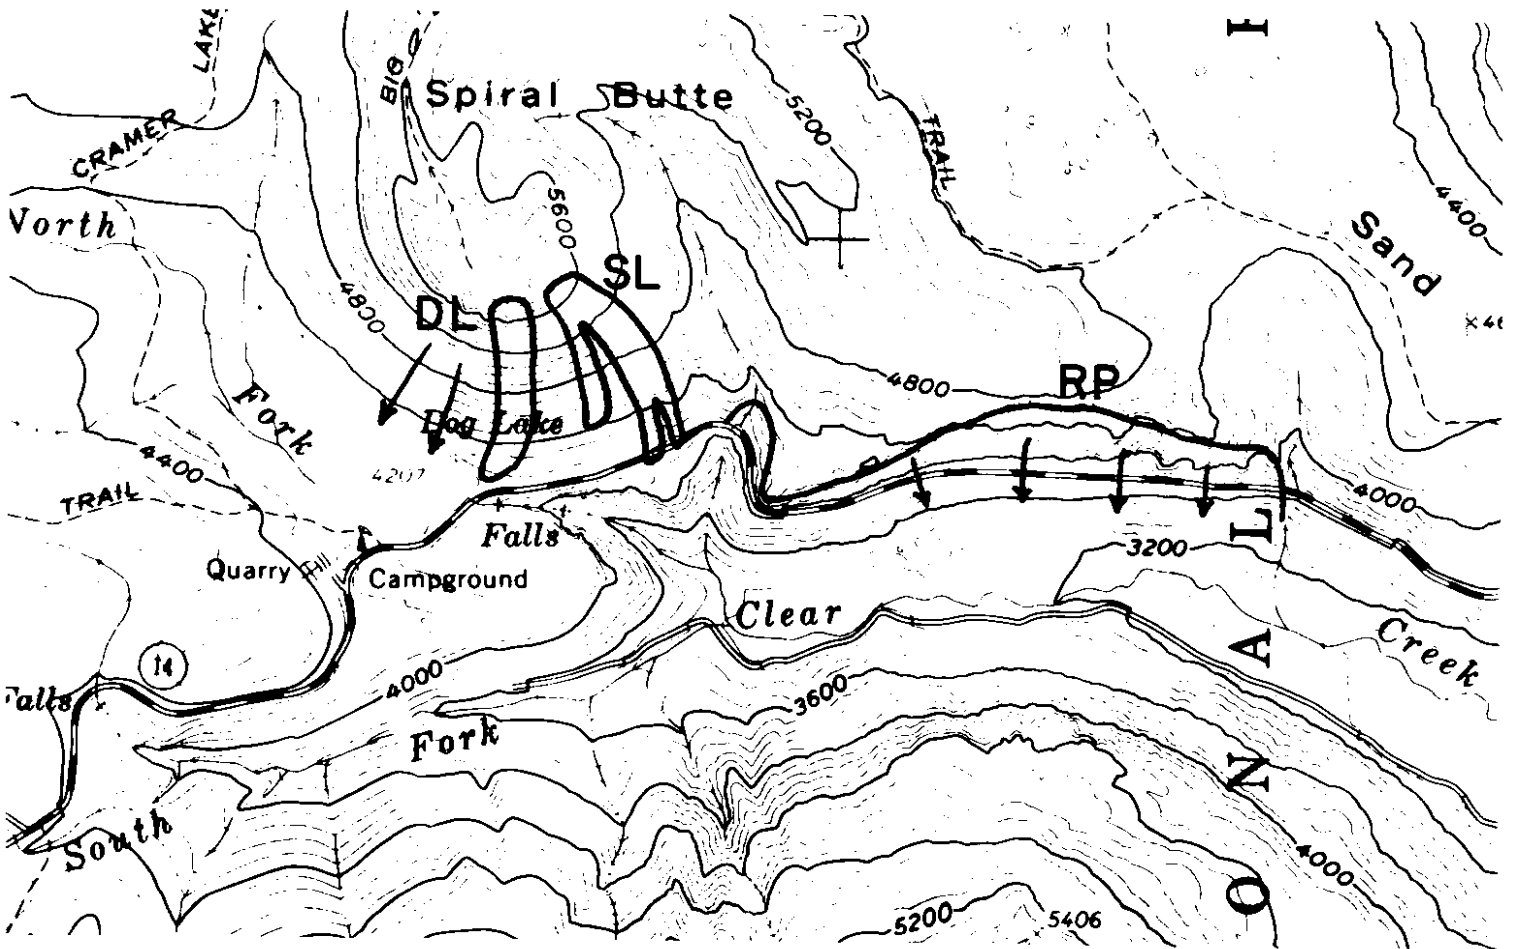 LAKE
BIG
Spiral Butte
5200
CRAMER
TRAIL
4400
North
5600
Sand
SL
DL
4800
4800
RP
Fork
Dog Lake
4207
4400
4000
TRAIL
Falls
L
3200
Quarry
Campground
Clear
Creek
A
14
4000
Falls
3600
Fork
N
South
4000
O
5200
5406